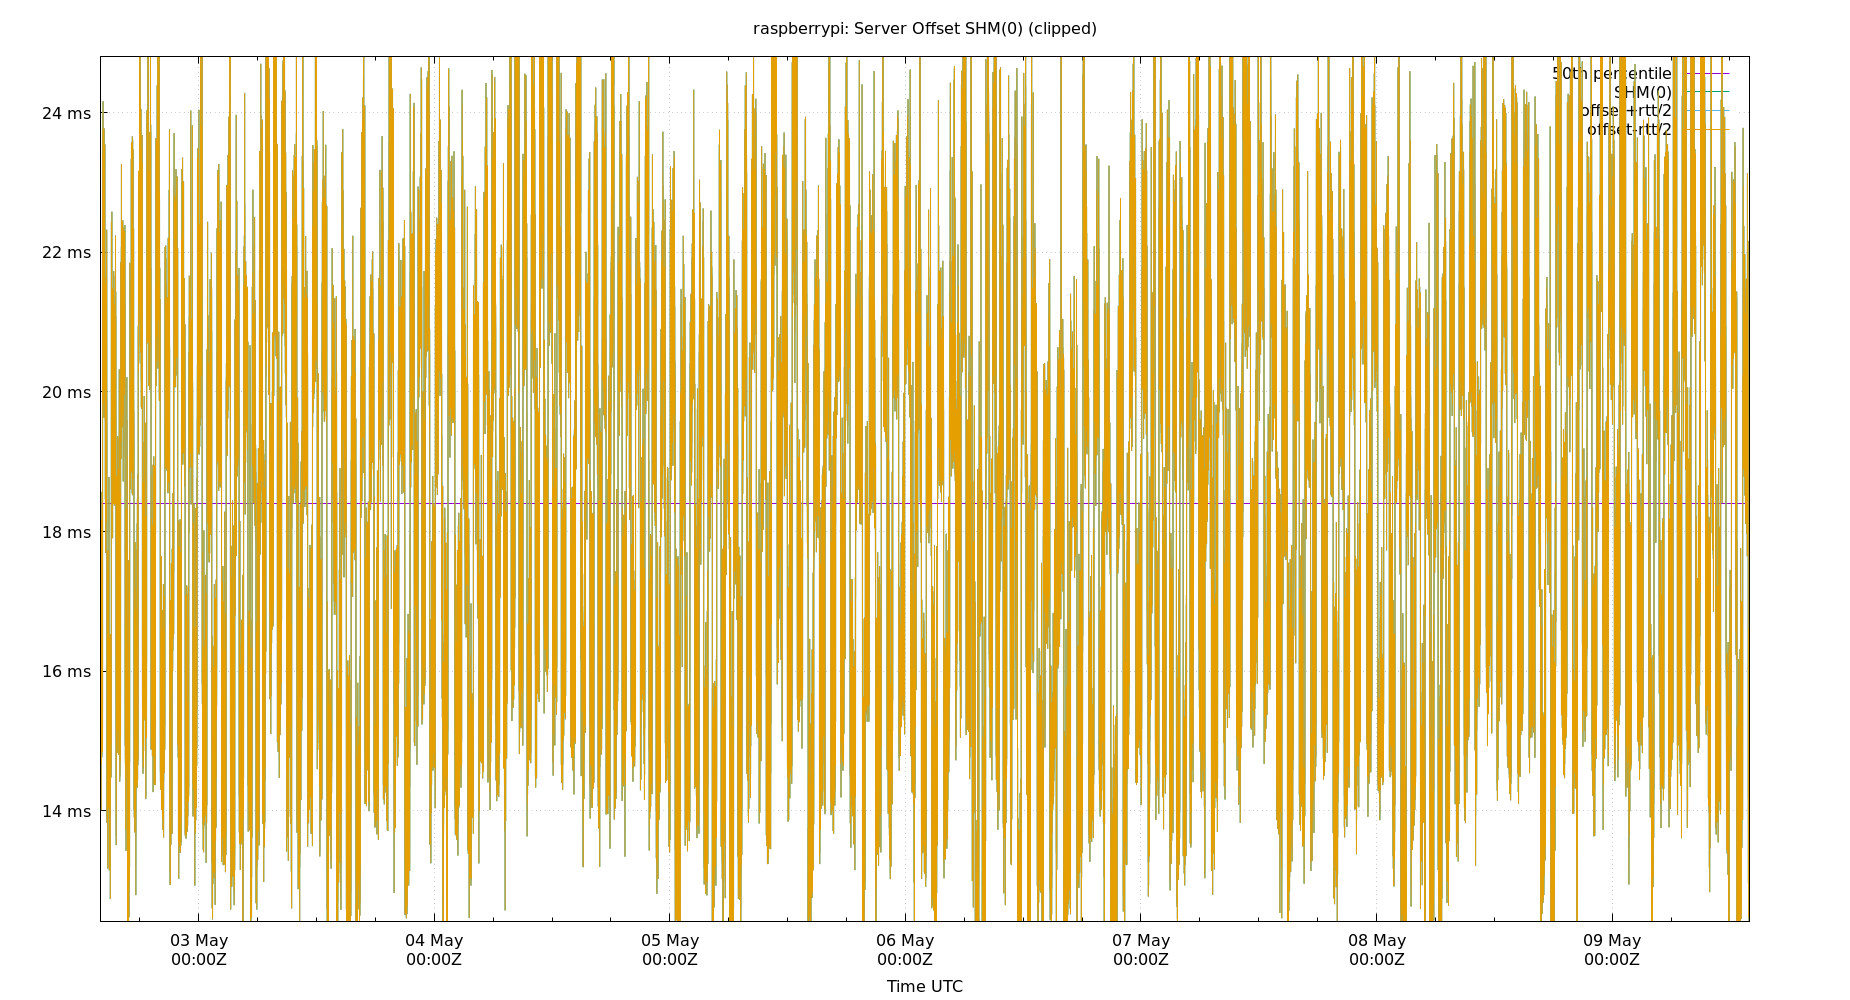 raspberrypi: Server Offset SHM(0) (clipped)
50th percentile
SHM(0)
offset+rtt/2
offset-rtt/2
24 ms
22 ms
20 ms
18 ms
16 ms
14 ms
03 May 04 May 05 May 06 May 07 May 08 May 09 May
00:00Z 00:00Z 00:00Z 00:00Z 00:00Z 00:00Z 00:00Z
Time UTC